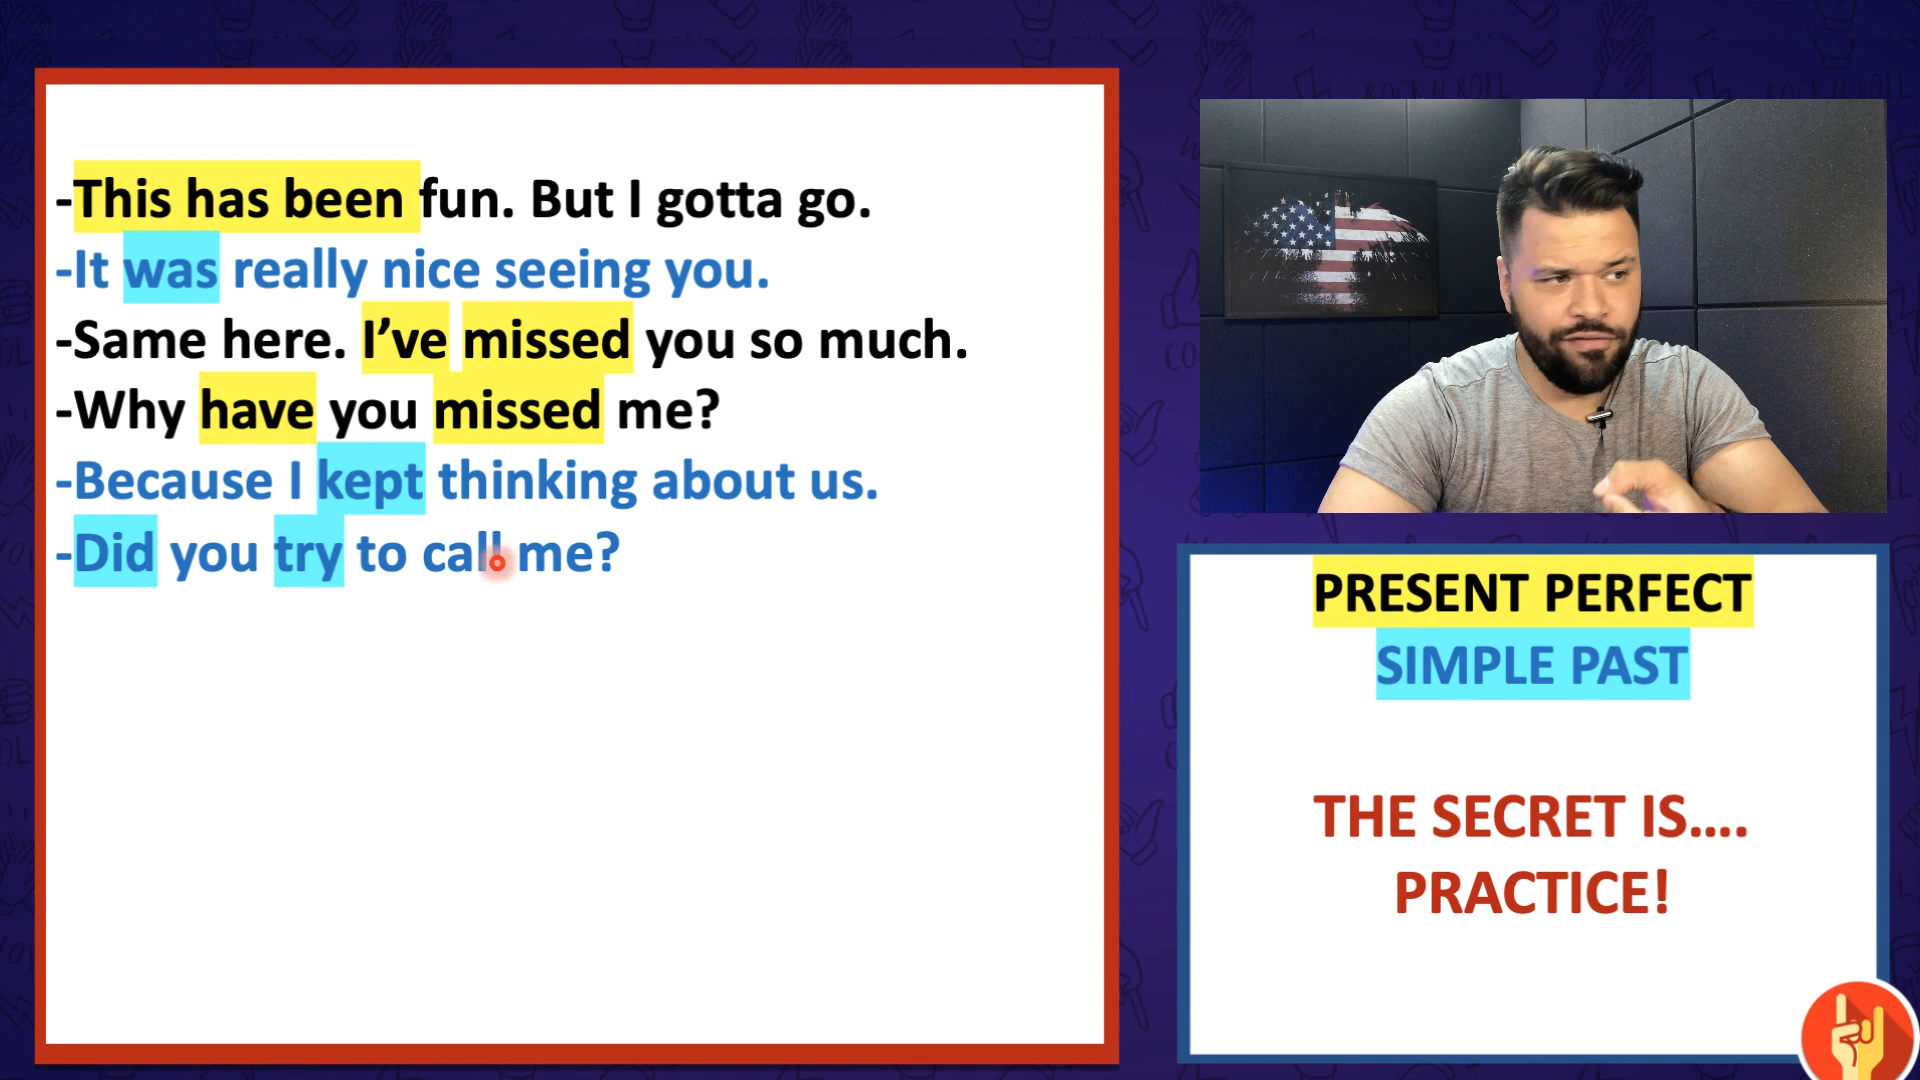 -This has been fun. But I gotta go.
-It was really nice seeing you.
-Same here. I’ve missed you so much.
-Why have you missed me?
-Because I kept thinking about us.
-Did you try to call me?
PRESENT PERFECT
SIMPLE PAST
THE SECRET IS....
PRACTICE!
ROCK'N'ROLL